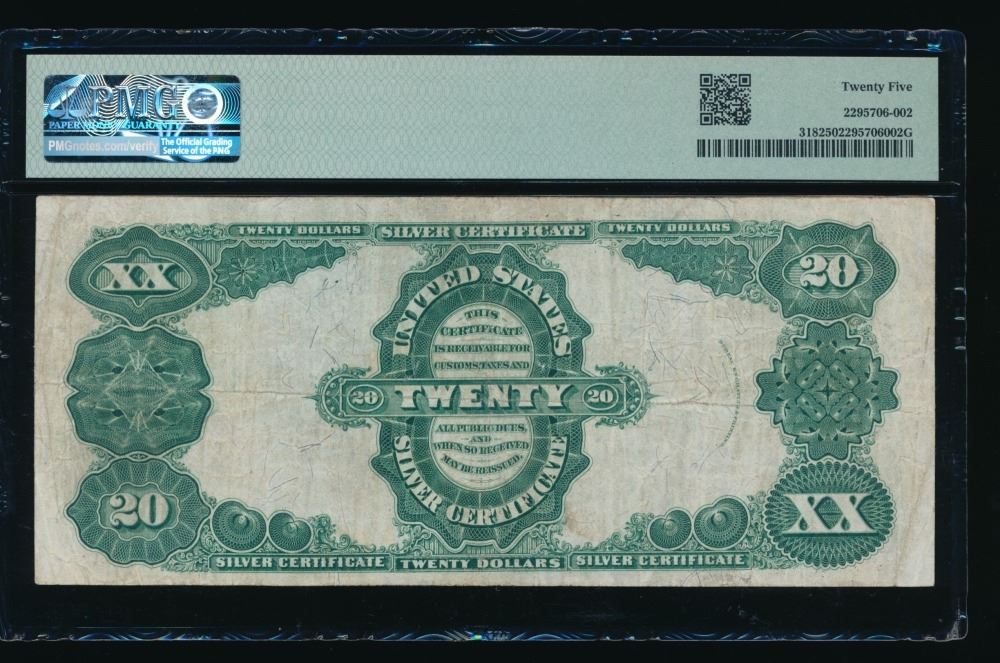 PMG
PAPER MONEY GUARANTY
PMGnotes.com/verify
The Official Grading
Service of the PNG
Twenty Five
2295706-002
3182502295706002G
TWENTY DOLLARS SILVER CERTIFICATE TWENTY DOLLARS
XX
20
UNITED STATES
THIS
CERTIFICATE
IS RECEIVABLE FOR
CUSTOMS, TAXES AND
20 TWENTY 20
ALL PUBLIC DUES,
AND
WHEN SO RECEIVED
MAY BE REISSUED.
SILVER CERTIFICATE
20
XX
SILVER CERTIFICATE TWENTY DOLLARS SILVER CERTIFICATE